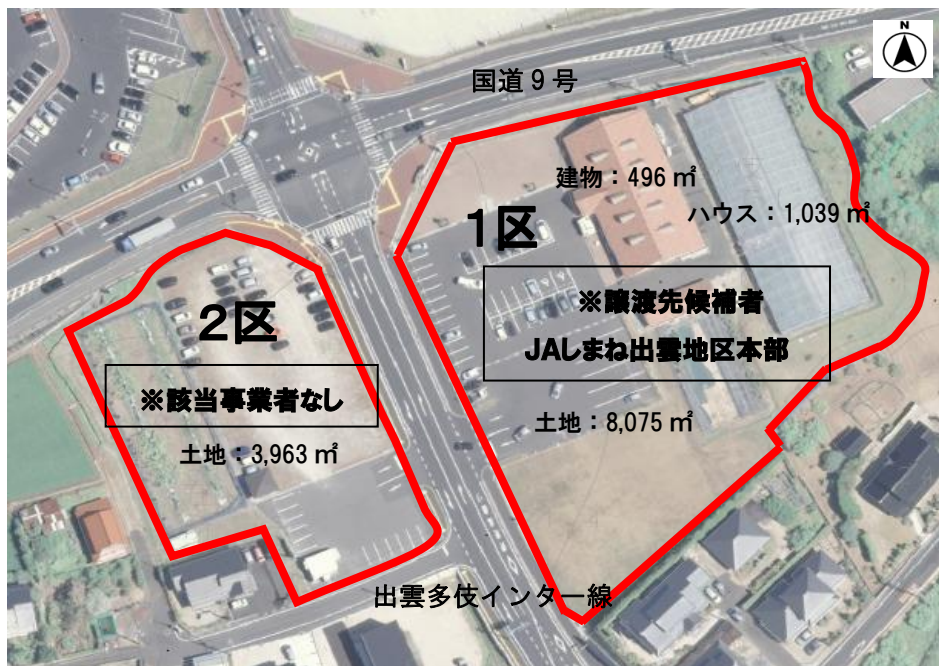 N
国道9号
建物：496 ㎡
ハウス：1,039 ㎡
1区
※譲渡先候補者
JAしまね出雲地区本部
土地：8,075 ㎡
2区
※該当事業者なし
土地：3,963 ㎡
出雲多伎インター線